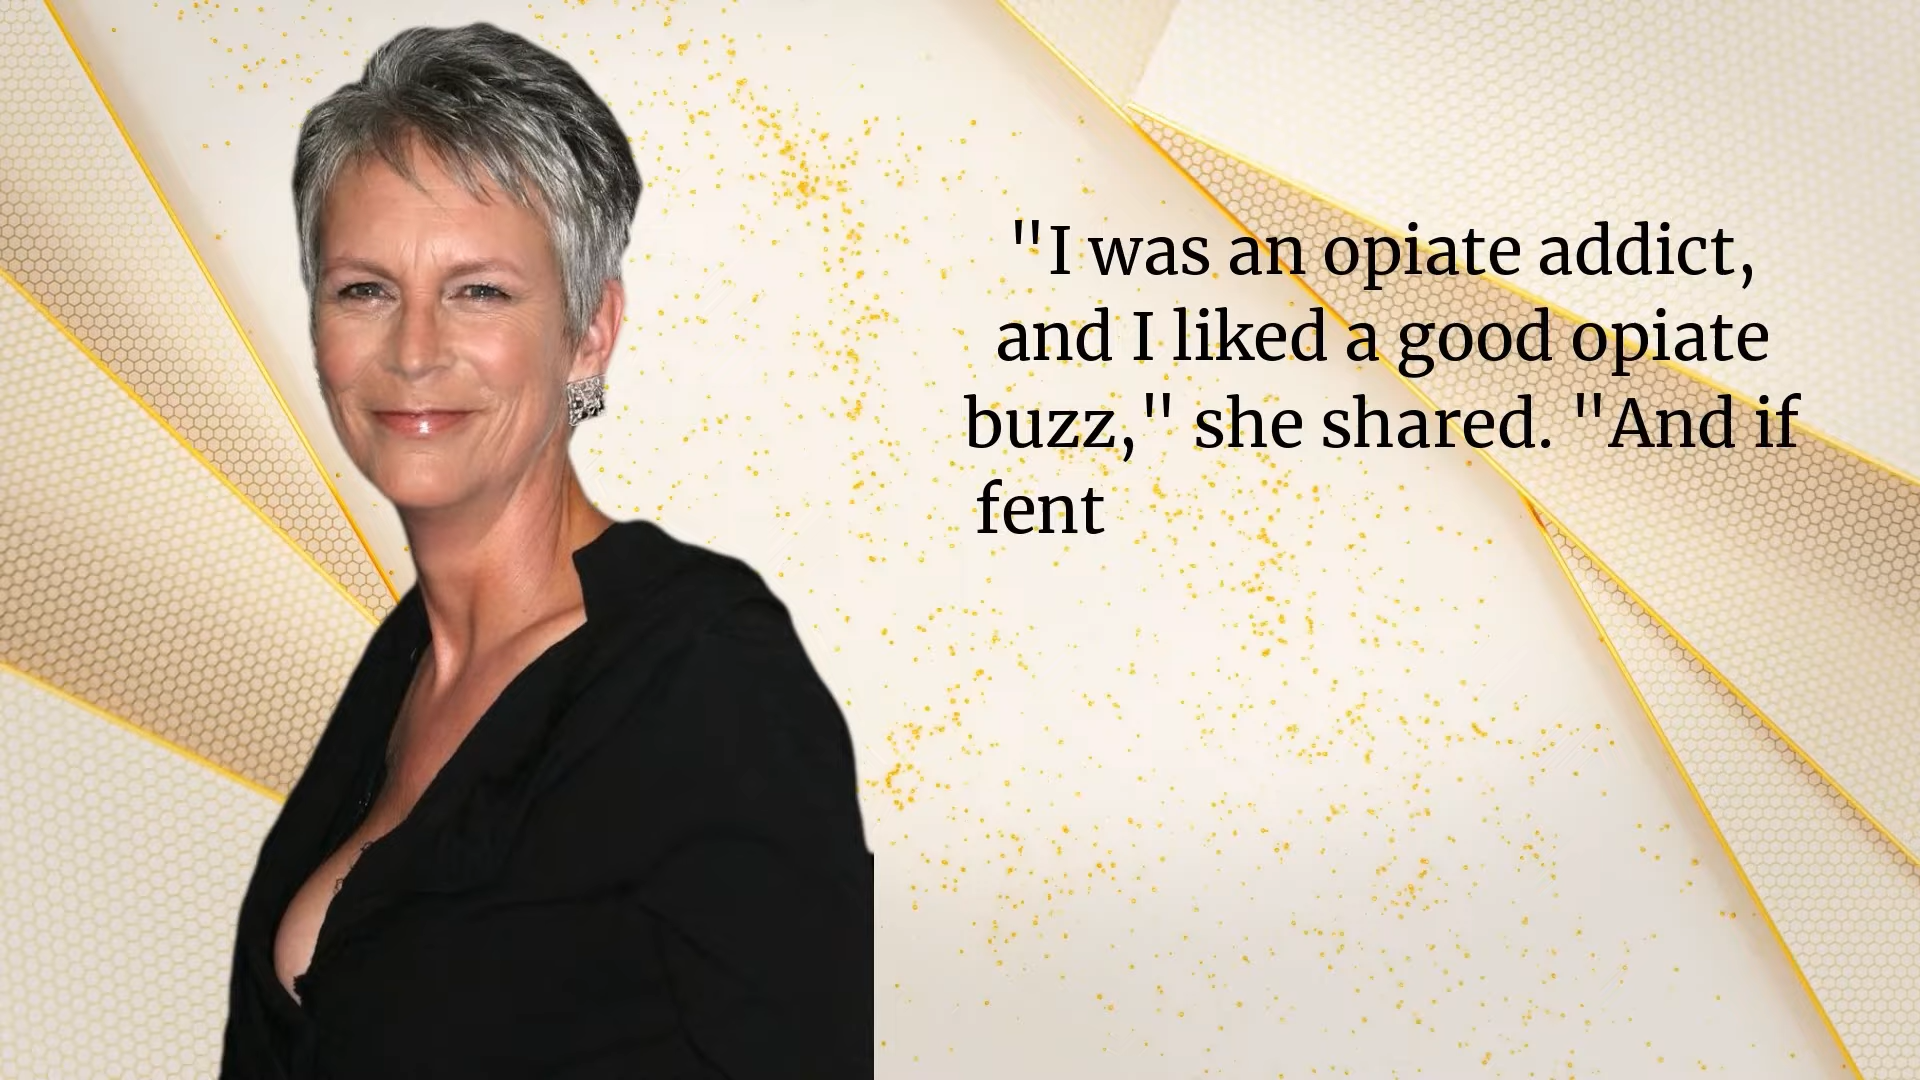 "I was an opiate addict,
and I liked a good opiate
buzz," she shared. "And if
fent